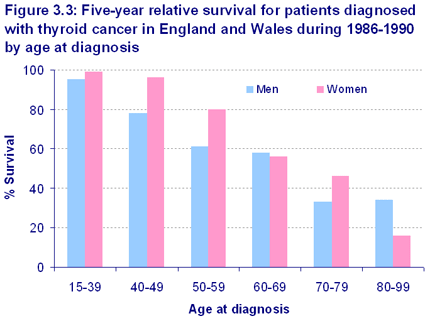 Figure 3.3: Five-year relative survival for patients diagnosed
with thyroid cancer in England and Wales during 1986-1990
by age at diagnosis
100
80
60
40
20
0
% Survival
Men
Women
15-39
40-49
50-59
60-69
70-79
80-99
Age at diagnosis